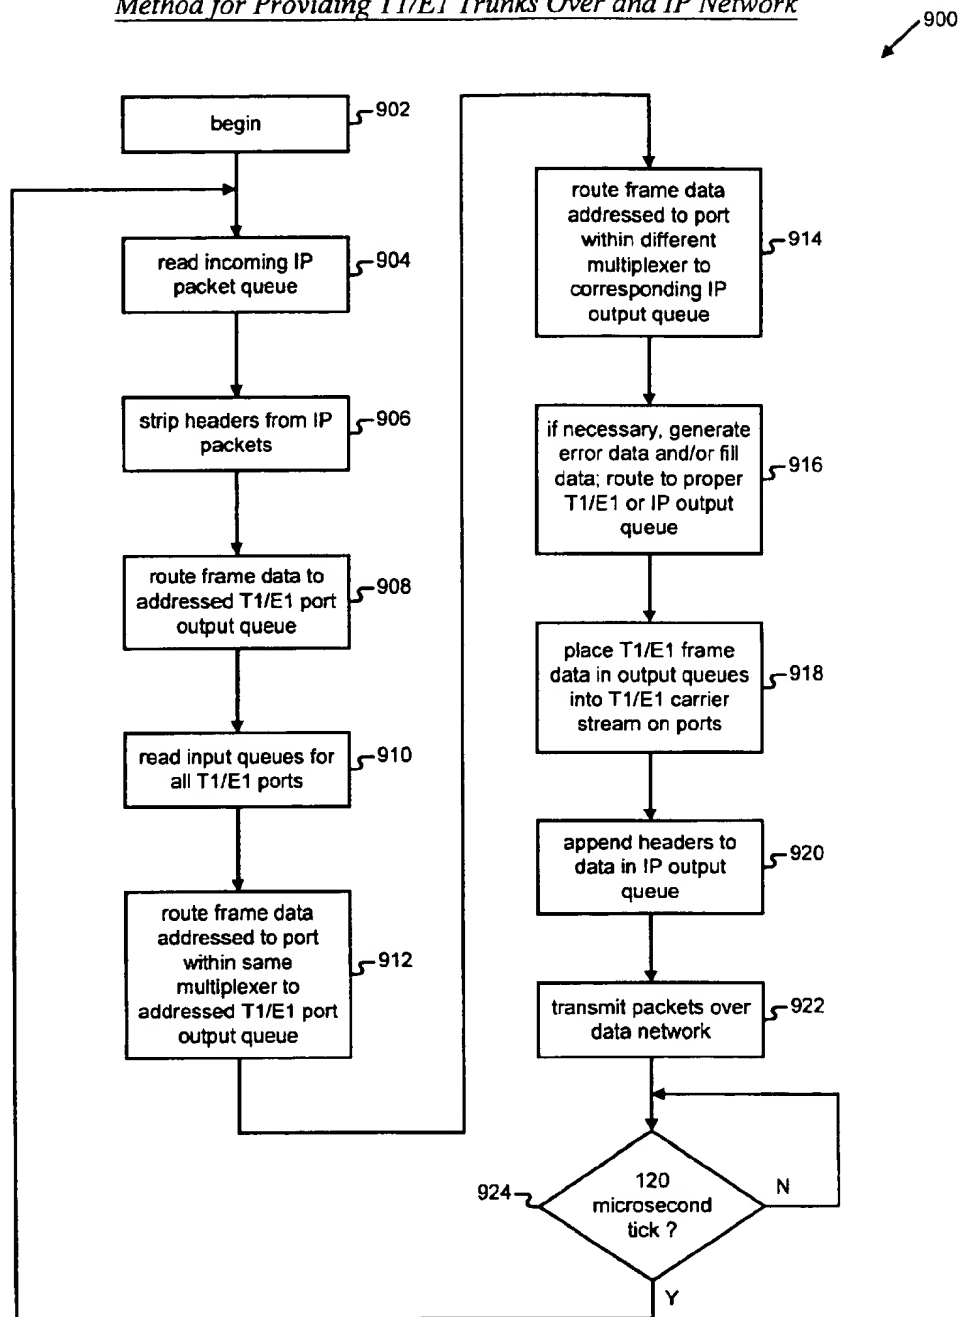 Method for Providing T1/E1 Trunks Over and IP Network
900
begin
902
read incoming IP
packet queue
904
strip headers from IP
packets
906
route frame data to
addressed T1/E1 port
output queue
908
read input queues for
all T1/E1 ports
910
route frame data
addressed to port
within same
multiplexer to
addressed T1/E1 port
output queue
912
route frame data
addressed to port
within different
multiplexer to
corresponding IP
output queue
914
if necessary, generate
error data and/or fill
data; route to proper
T1/E1 or IP output
queue
916
place T1/E1 frame
data in output queues
into T1/E1 carrier
stream on ports
918
append headers to
data in IP output
queue
920
transmit packets over
data network
922
924
120
microsecond
tick ?
N
Y